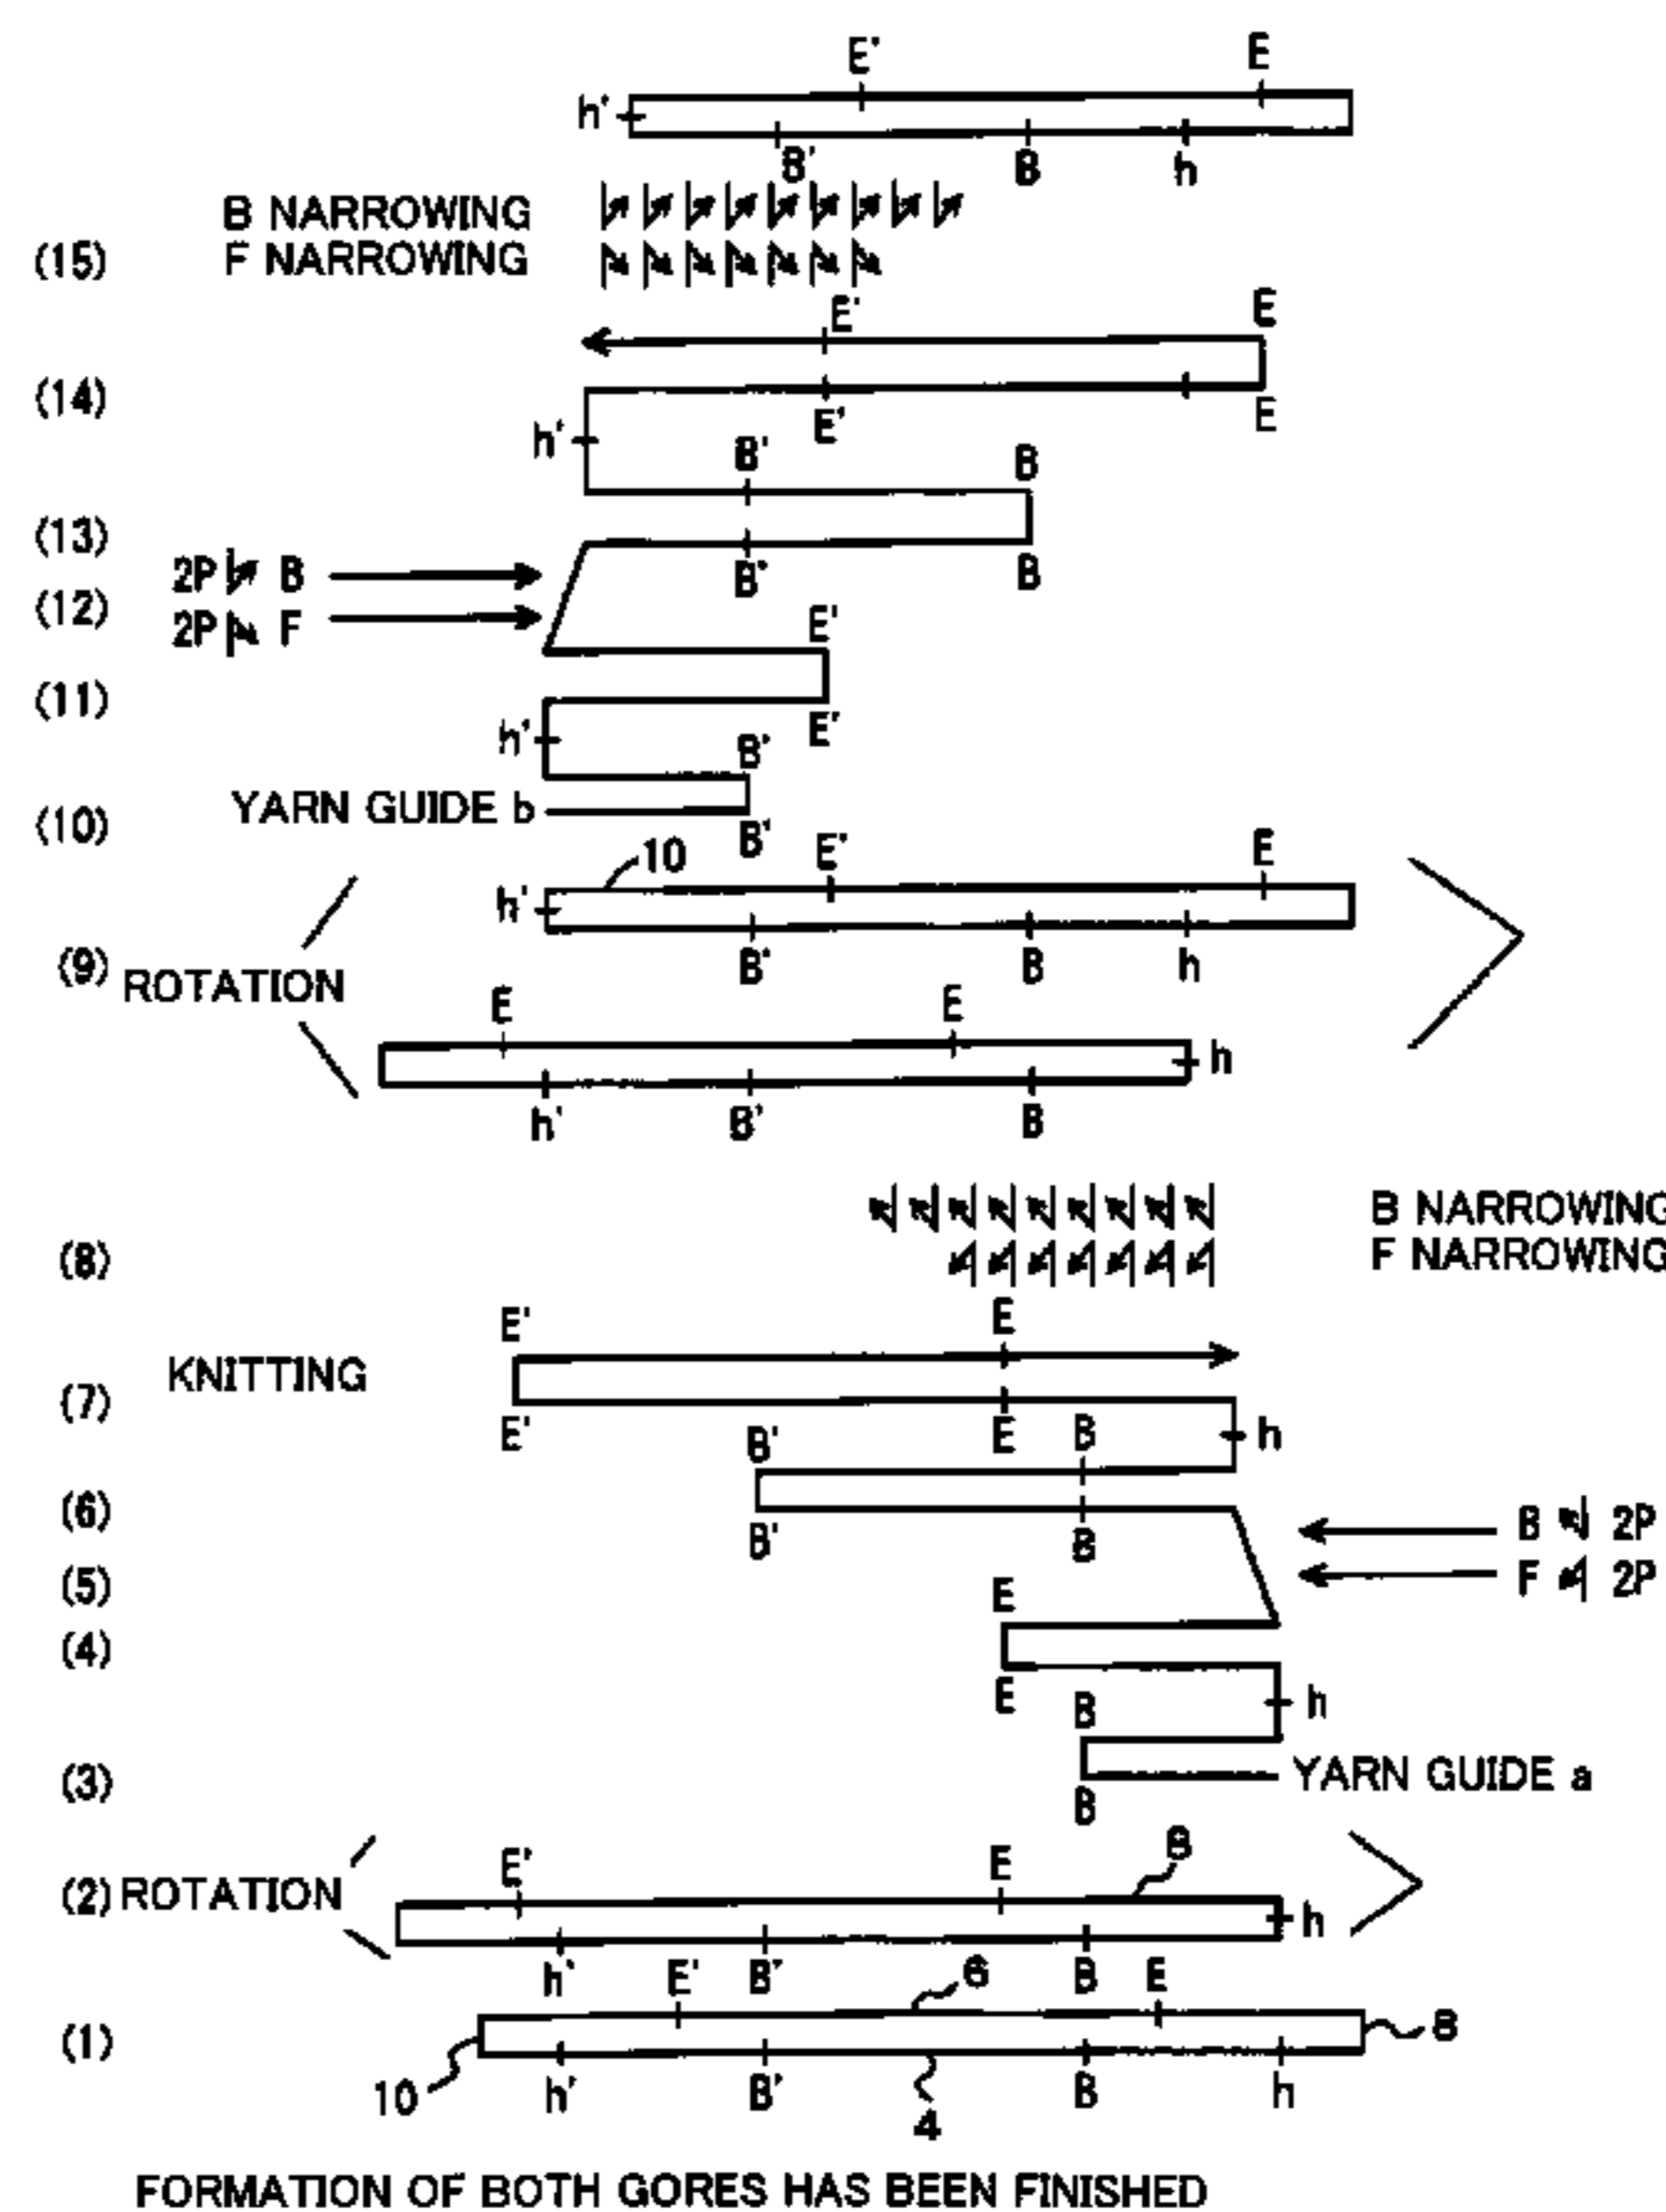 E' E
h'
B' B h
B NARROWING
(15) F NARROWING
E' E
(14)
E' E
h'
B' B
(13)
2P B
B' B
(12)
2P F
E'
(11)
E'
h'
B'
YARN GUIDE b
(10)
B'
10 E' E
h'
(9) B' B h
ROTATION
E E
h
h' B' B
B NARROWING
(8) F NARROWING
E' E
KNITTING
(7)
E' E B h
B'
(6)
B 2P
B' B
(5) F 2P
E
(4)
E B h
(3) YARN GUIDE a
B
E' E 8
(2) ROTATION
h
h' E' B' 6 B E
(1) 8
10 h' B' 4 B h
FORMATION OF BOTH GORES HAS BEEN FINISHED